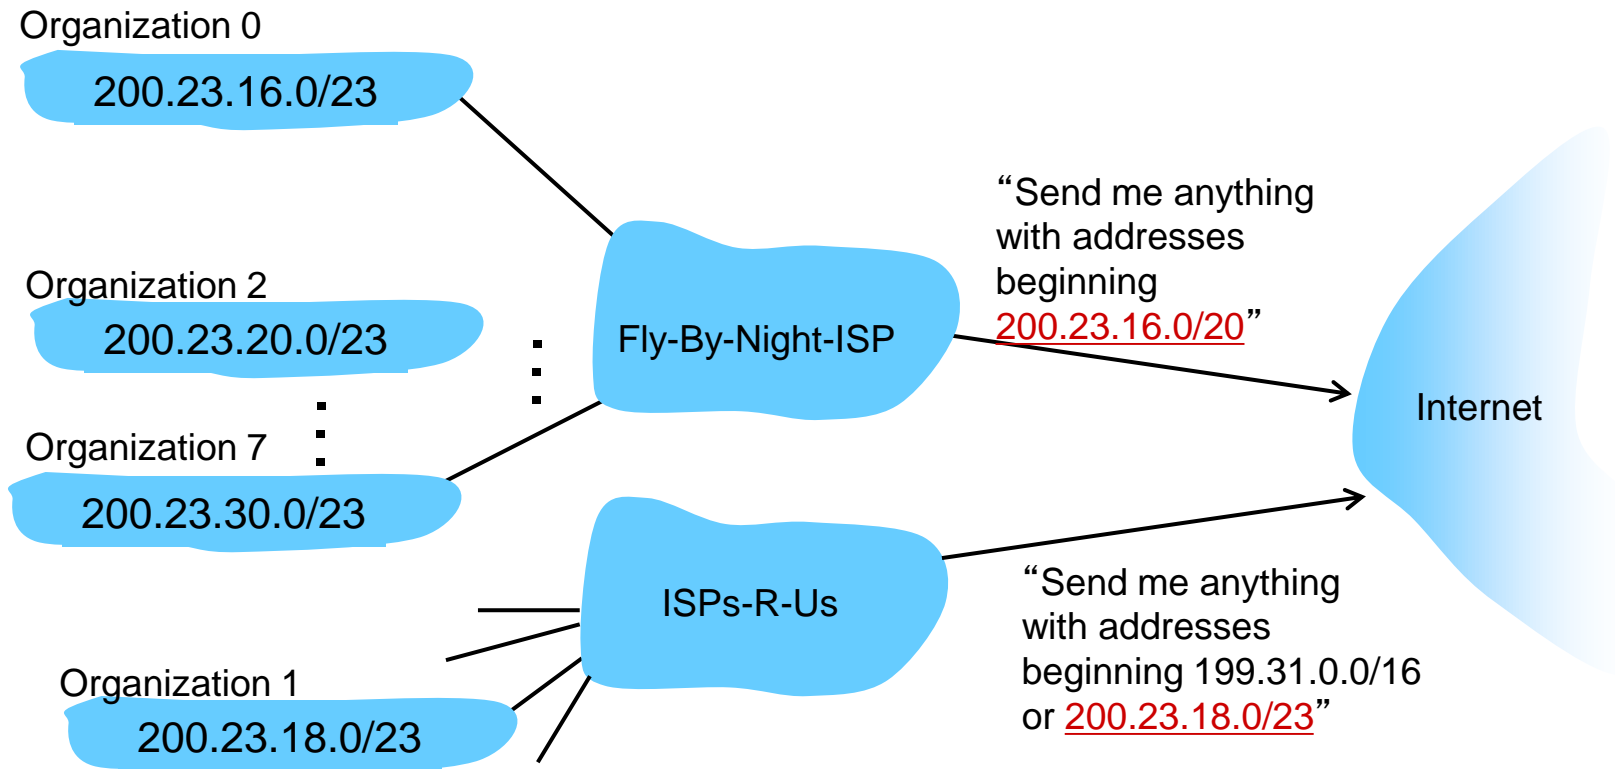 Organization 0
200.23.16.0/23
Organization 2
200.23.20.0/23
Organization 7
200.23.30.0/23
Fly-By-Night-ISP
“Send me anything
with addresses
beginning
200.23.16.0/20”
Internet
ISPs-R-Us
Organization 1
200.23.18.0/23
“Send me anything
with addresses
beginning 199.31.0.0/16
or 200.23.18.0/23”